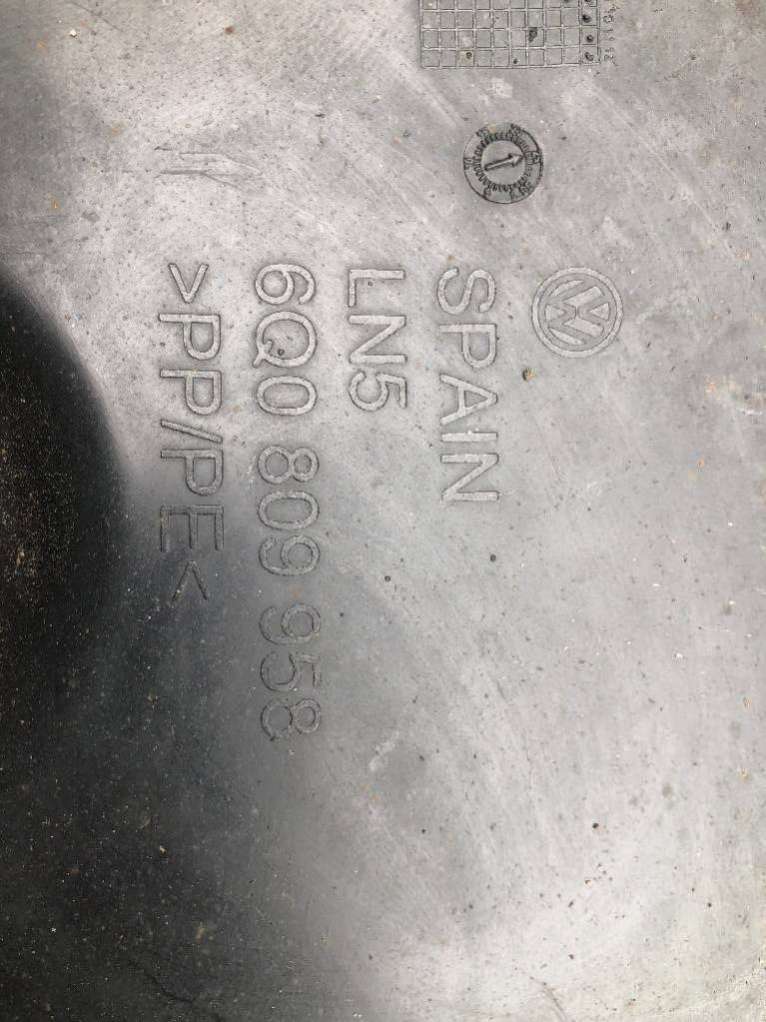 VW
SPAIN
LN5
6Q0 809 958
>PP/PE<